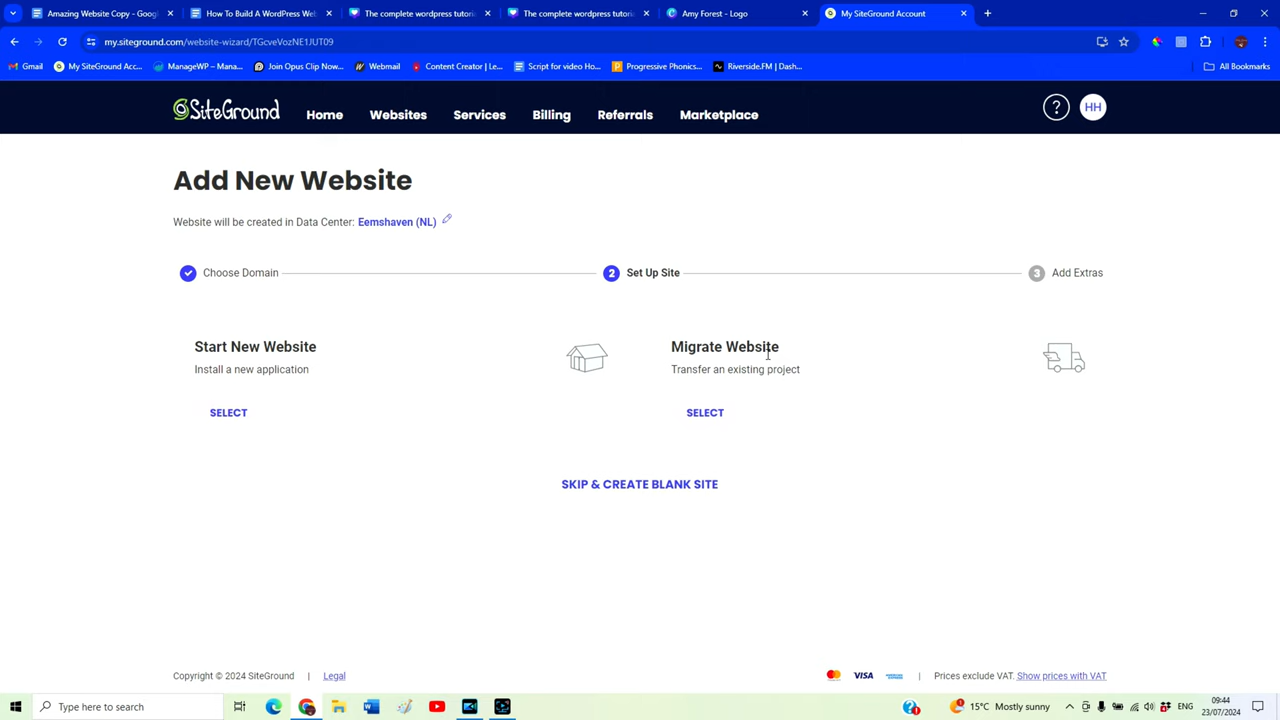 Amazing Website Copy - Goog
How To Build A WordPress Web
The complete wordpress tutori
The complete wordpress tutori
Amy Forest - Logo
My SiteGround Account
my.siteground.com/website-wizard/TGcveVozNE1JUT09
Gmail
My SiteGround Acc...
ManageWP – Mana...
Join Opus Clip Now...
Webmail
Content Creator | Le...
Script for video Ho...
Progressive Phonics...
Riverside.FM | Dash...
All Bookmarks
SiteGround
Home
Websites
Services
Billing
Referrals
Marketplace
?
HH
Add New Website
Website will be created in Data Center: Eemshaven (NL)
Choose Domain
2 Set Up Site
3 Add Extras
Start New Website
Install a new application
SELECT
Migrate Website
Transfer an existing project
SELECT
SKIP & CREATE BLANK SITE
Copyright © 2024 SiteGround | Legal
VISA
| Prices exclude VAT. Show prices with VAT
Type here to search
15°C Mostly sunny
ENG
09:44
23/07/2024